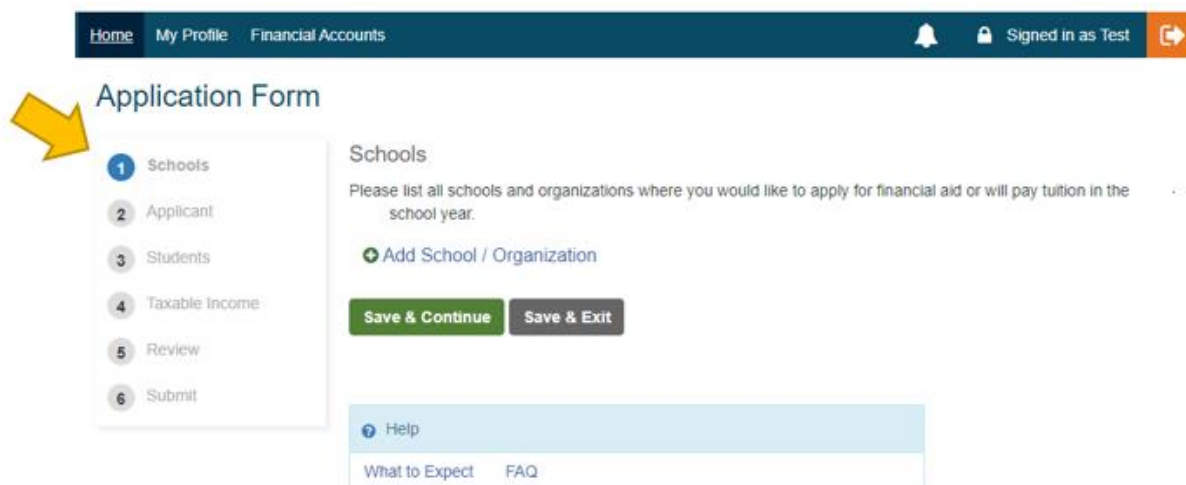 Home My Profile Financial Accounts Signed in as Test
Application Form
1 Schools
2 Applicant
3 Students
4 Taxable Income
5 Review
6 Submit
Schools
Please list all schools and organizations where you would like to apply for financial aid or will pay tuition in the
school year.
Add School / Organization
Save & Continue Save & Exit
Help
What to Expect FAQ